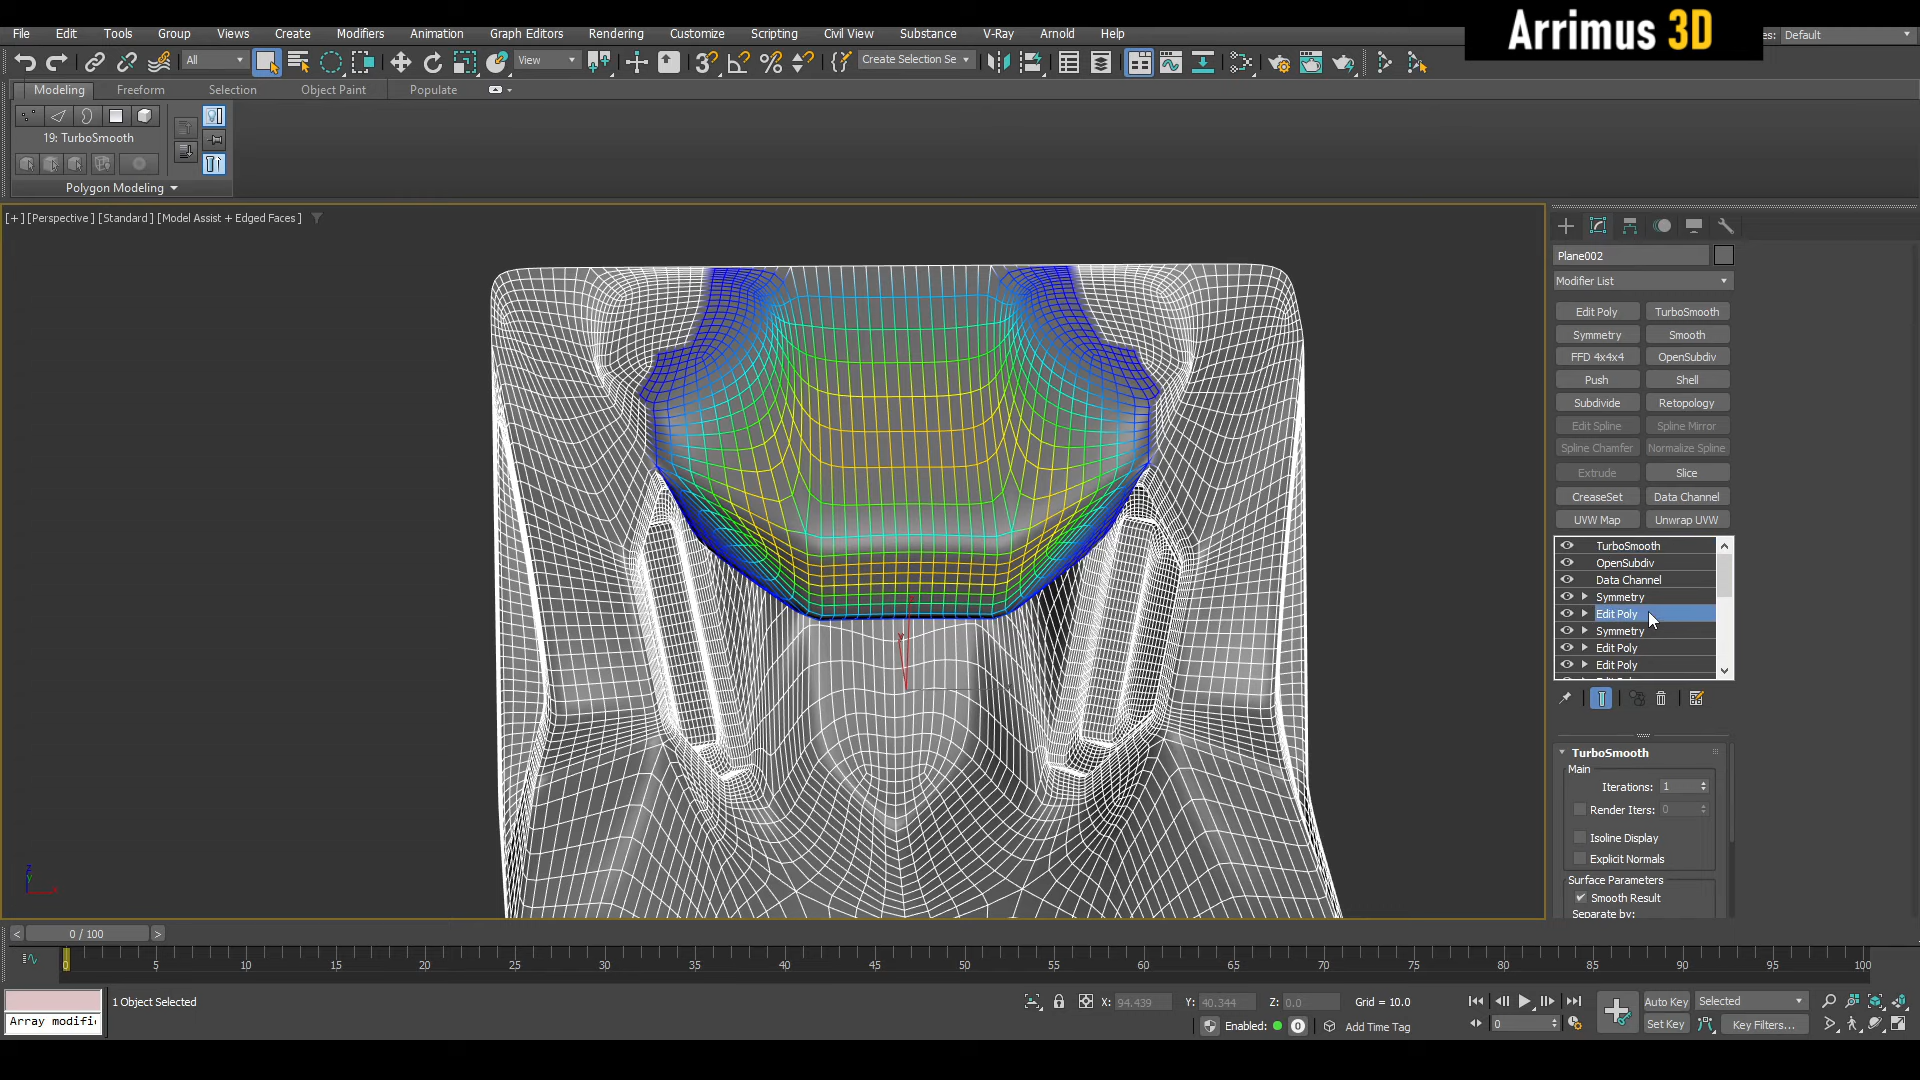 Arrimus 3D
File Edit Tools Group Views Create Modifiers Animation Graph Editors Rendering Customize Scripting Civil View Substance V-Ray Arnold Help
es: Default
All View Create Selection Se
Modeling Freeform Selection Object Paint Populate
19: TurboSmooth
Polygon Modeling
[+] [Perspective] [Standard] [Model Assist + Edged Faces]
Plane002
Modifier List
Edit Poly TurboSmooth
Symmetry Smooth
FFD 4x4x4 OpenSubdiv
Push Shell
Subdivide Retopology
Edit Spline Spline Mirror
Spline Chamfer Normalize Spline
Extrude Slice
CreaseSet Data Channel
UVW Map Unwrap UVW
TurboSmooth
OpenSubdiv
Data Channel
Symmetry
Edit Poly
Symmetry
Edit Poly
Edit Poly
TurboSmooth
Main
Iterations: 1
Render Iters: 0
Isoline Display
Explicit Normals
Surface Parameters
Smooth Result
Separate by:
< 0 / 100 >
0 5 10 15 20 25 30 35 40 45 50 55 60 65 70 75 80 85 90 95 100
1 Object Selected
X: 94.439 Y: 40.344 Z: 0.0 Grid = 10.0
Auto Key Selected
Array modifi
Enabled: 0 Add Time Tag
0
Set Key Key Filters...